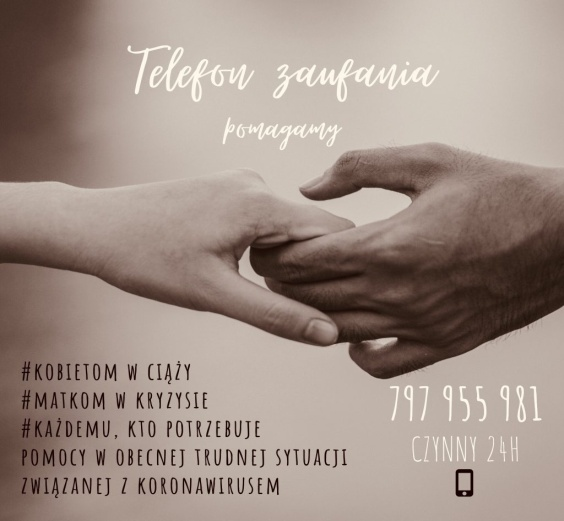 Telefon zaufania
pomagamy
#KOBIETOM W CIĄŻY
#MATKOM W KRYZYSIE
#KAŻDEMU, KTO POTRZEBUJE
POMOCY W OBECNEJ TRUDNEJ SYTUACJI
ZWIĄZANEJ Z KORONAWIRUSEM
797 955 981
CZYNNY 24H